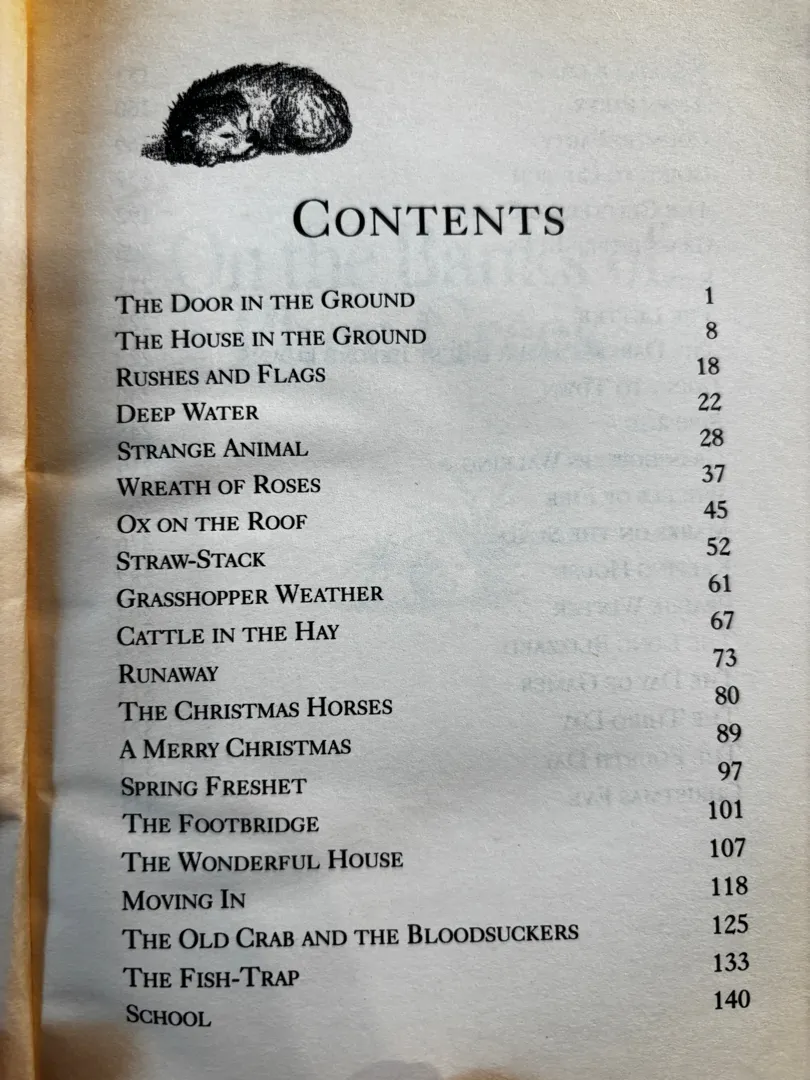 CONTENTS
THE DOOR IN THE GROUND 1
THE HOUSE IN THE GROUND 8
RUSHES AND FLAGS 18
DEEP WATER 22
STRANGE ANIMAL 28
WREATH OF ROSES 37
OX ON THE ROOF 45
STRAW-STACK 52
GRASSHOPPER WEATHER 61
CATTLE IN THE HAY 67
RUNAWAY 73
THE CHRISTMAS HORSES 80
A MERRY CHRISTMAS 89
SPRING FRESHET 97
THE FOOTBRIDGE 101
THE WONDERFUL HOUSE 107
MOVING IN 118
THE OLD CRAB AND THE BLOODSUCKERS 125
THE FISH-TRAP 133
SCHOOL 140